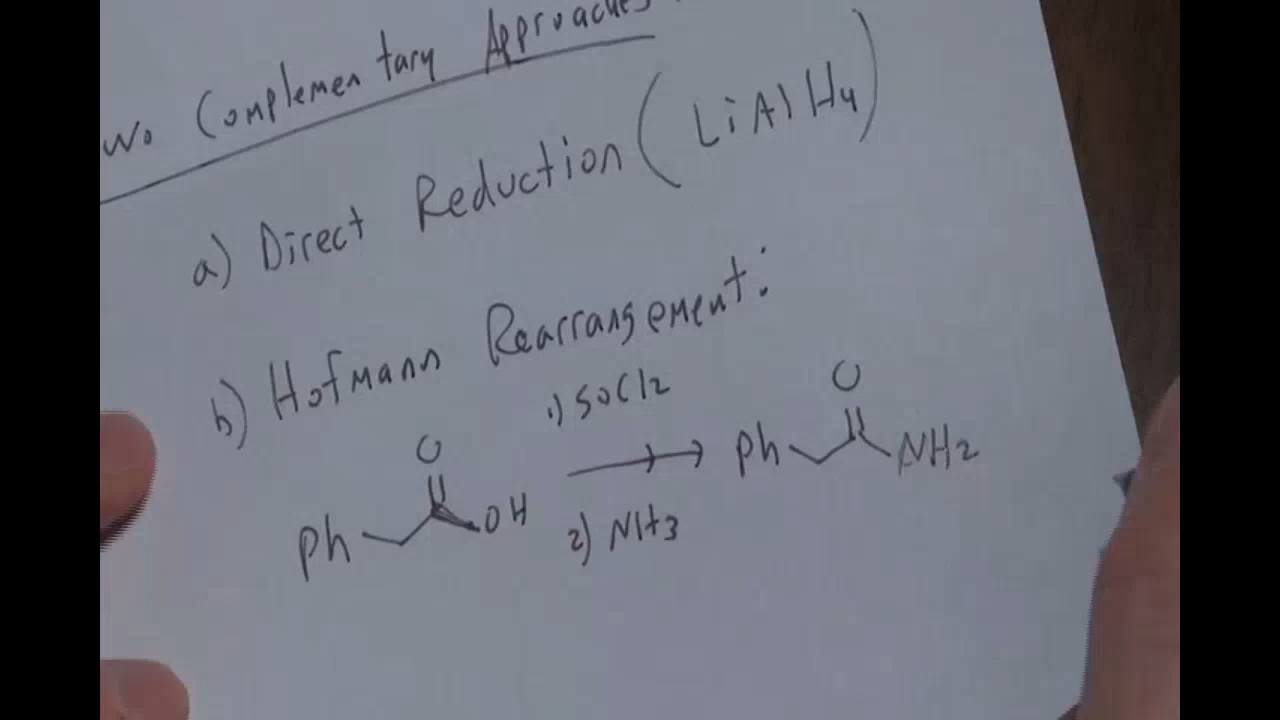 wo Complementary Approaches
a) Direct Reduction (LiAlH4)
b) Hofmann Rearrangement:
1) SOCl2
O
O
Ph OH
Ph NH2
2) NH3